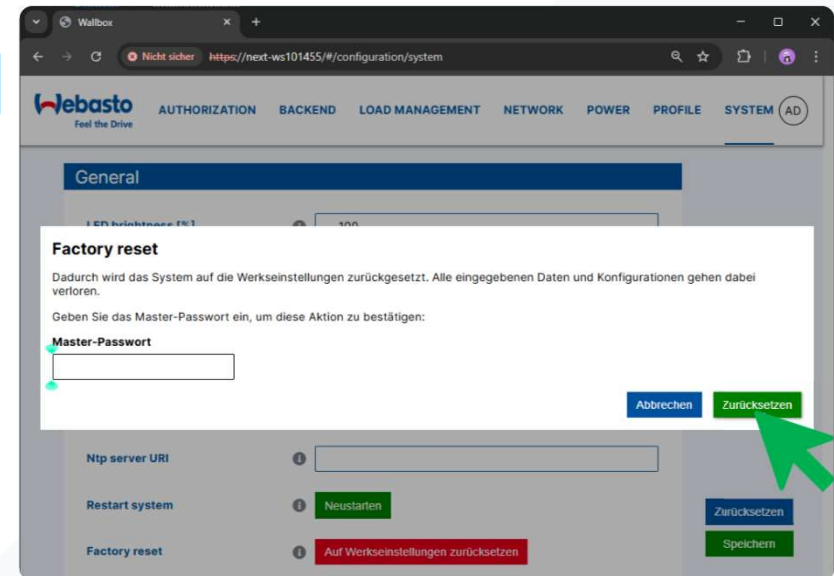 Wallbox
Nicht sicher https://next-ws101455/#/configuration/system
Webasto
Feel the Drive
AUTHORIZATION BACKEND LOAD MANAGEMENT NETWORK POWER PROFILE SYSTEM AD
General
LED brightness [%] 100
Factory reset
Dadurch wird das System auf die Werkseinstellungen zurückgesetzt. Alle eingegebenen Daten und Konfigurationen gehen dabei
verloren.
Geben Sie das Master-Passwort ein, um diese Aktion zu bestätigen:
Master-Passwort
Abbrechen Zurücksetzen
Ntp server URI
Restart system Neustarten
Zurücksetzen
Factory reset Auf Werkseinstellungen zurücksetzen
Speichern